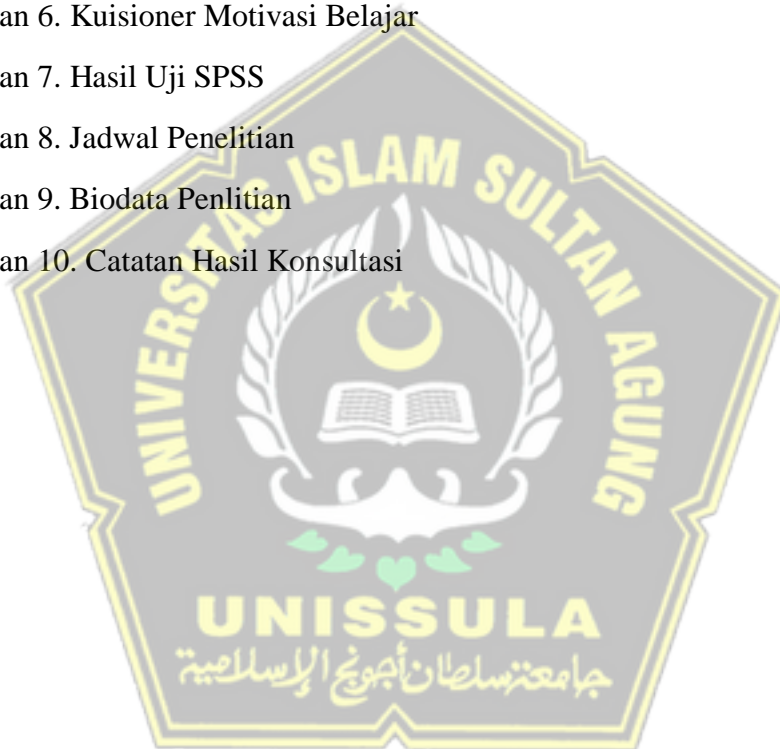 an 6. Kuisioner Motivasi Belajar
an 7. Hasil Uji SPSS
an 8. Jadwal Penelitian
an 9. Biodata Penlitian
an 10. Catatan Hasil Konsultasi
UNIVERSITAS ISLAM SULTAN AGUNG
UNISSULA
جامعة سلطان أجونج الإسلامية